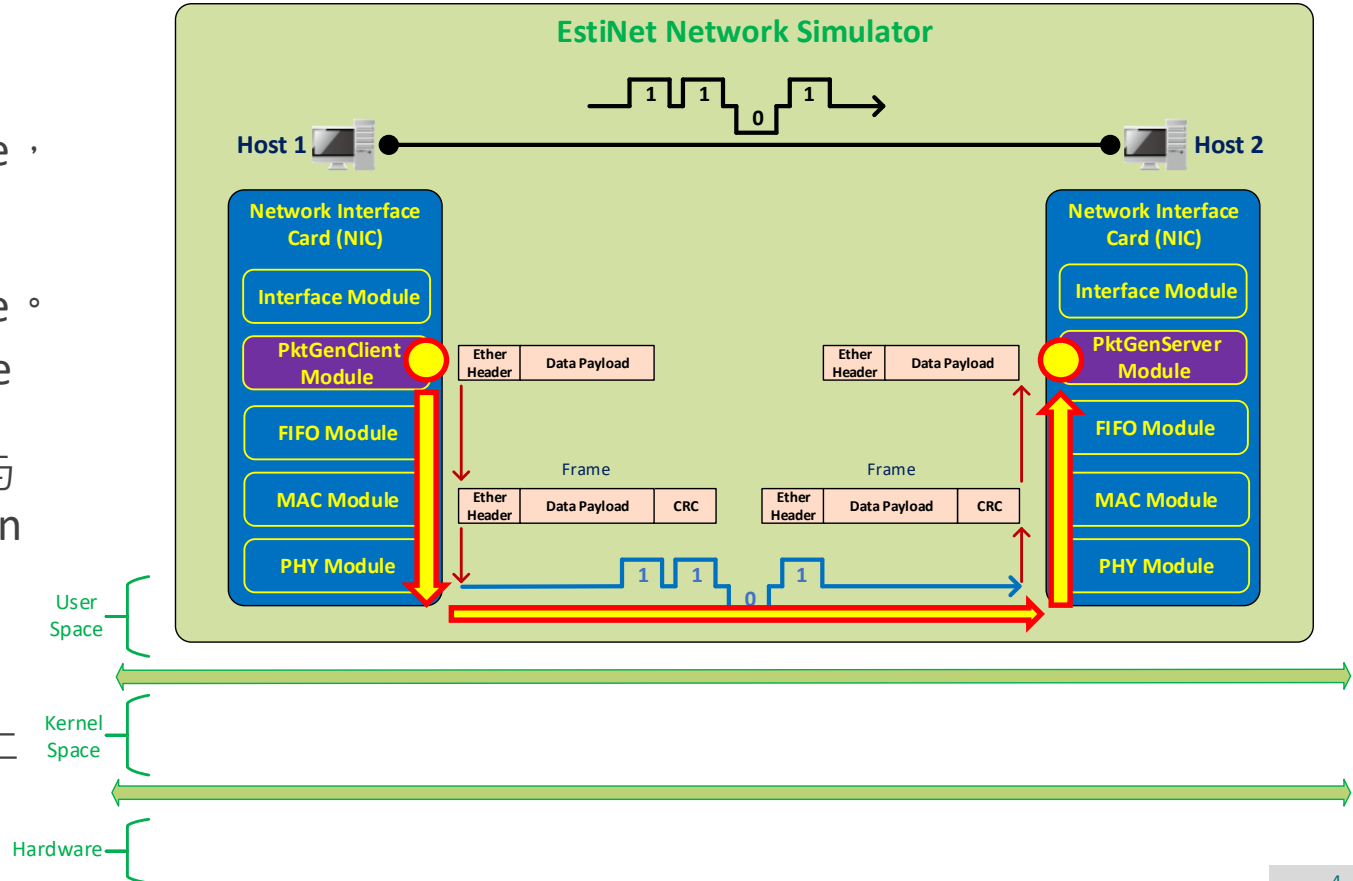 EstiNet Network Simulator
1
1
0
1
Host 1
Host 2
Network Interface
Card (NIC)
Interface Module
PktGenClient
Module
FIFO Module
MAC Module
PHY Module
Ether
Header
Data Payload
Frame
Ether
Header
Data Payload
CRC
1
1
0
1
Ether
Header
Data Payload
Frame
Ether
Header
Data Payload
CRC
Network Interface
Card (NIC)
Interface Module
PktGenServer
Module
FIFO Module
MAC Module
PHY Module
e，
e。
e
n
User
Space
Kernel
Space
Hardware